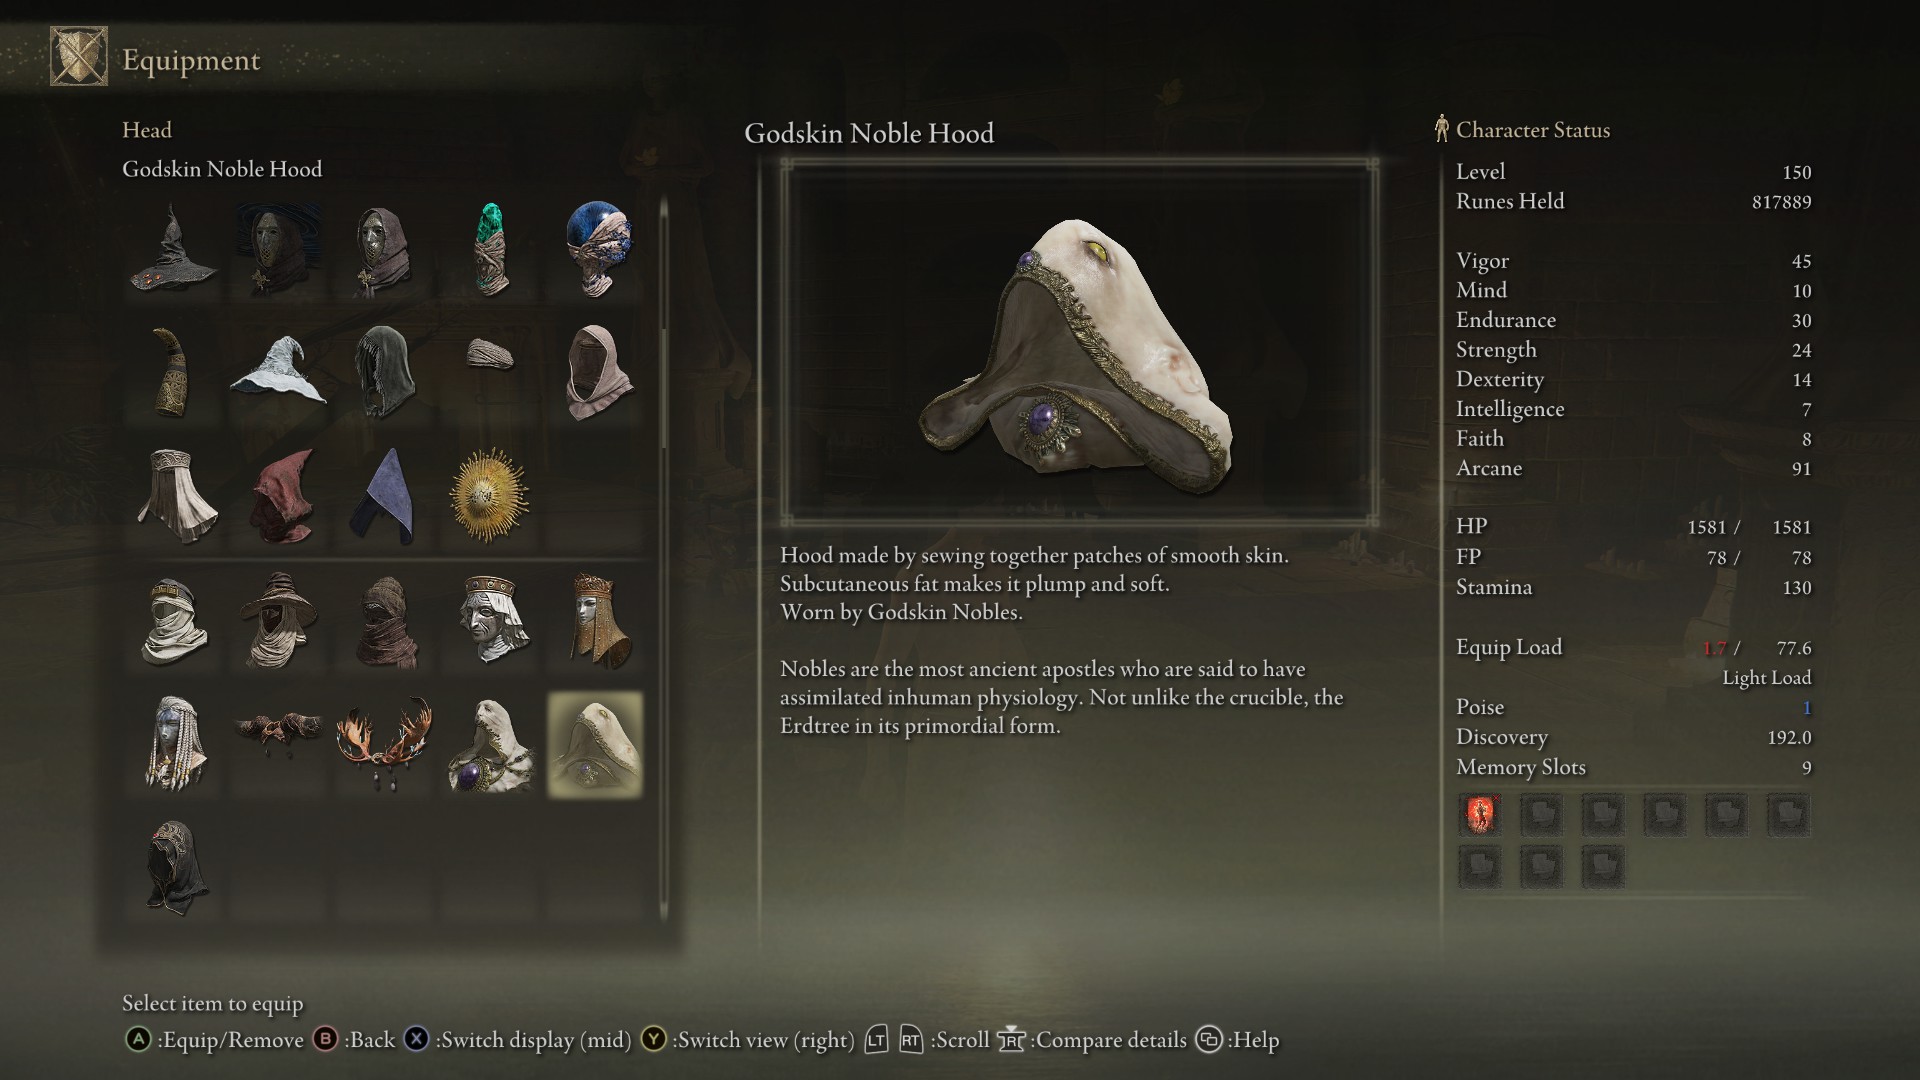 Equipment
Head
Godskin Noble Hood
Godskin Noble Hood
Hood made by sewing together patches of smooth skin.
Subcutaneous fat makes it plump and soft.
Worn by Godskin Nobles.
Nobles are the most ancient apostles who are said to have
assimilated inhuman physiology. Not unlike the crucible, the
Erdtree in its primordial form.
Character Status
Level 150
Runes Held 817889
Vigor 45
Mind 10
Endurance 30
Strength 24
Dexterity 14
Intelligence 7
Faith 8
Arcane 91
HP 1581 / 1581
FP 78 / 78
Stamina 130
Equip Load 1.7 / 77.6
Light Load
Poise 1
Discovery 192.0
Memory Slots 9
Select item to equip
A :Equip/Remove B :Back X :Switch display (mid) Y :Switch view (right) LT RT :Scroll R :Compare details :Help